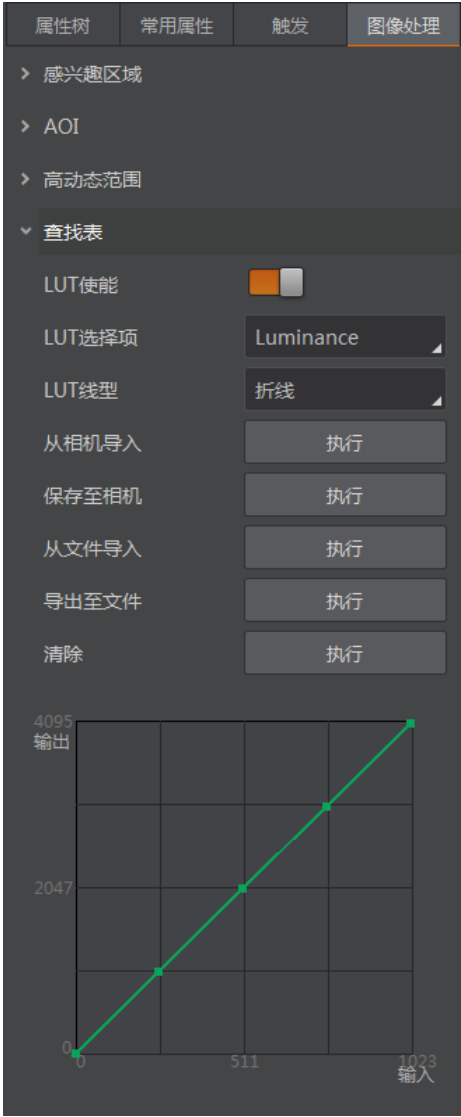 属性树 常用属性 触发 图像处理
感兴趣区域
AOI
高动态范围
查找表
LUT使能
LUT选择项 Luminance
LUT线型 折线
从相机导入 执行
保存至相机 执行
从文件导入 执行
导出至文件 执行
清除 执行
4095
输出
2047
0
0 511 1023
输入